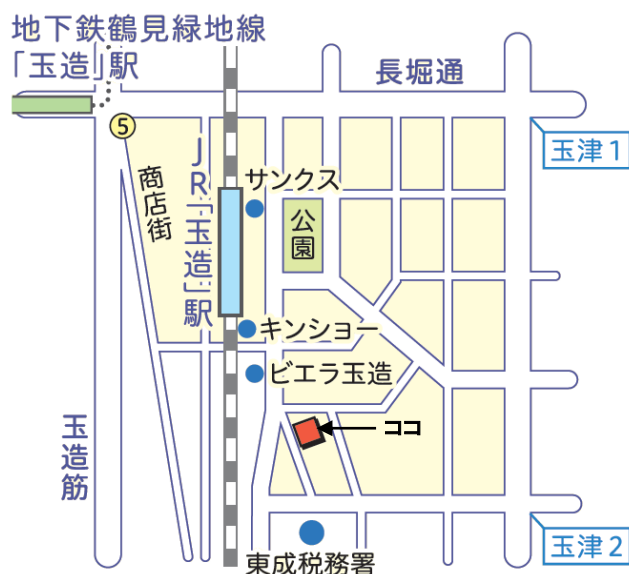 地下鉄鶴見緑地線
「玉造」駅
長堀通
玉津1
5
商店街
JR「玉造」駅
サンクス
公園
キンショー
ビエラ玉造
ココ
玉造筋
玉津2
東成税務署